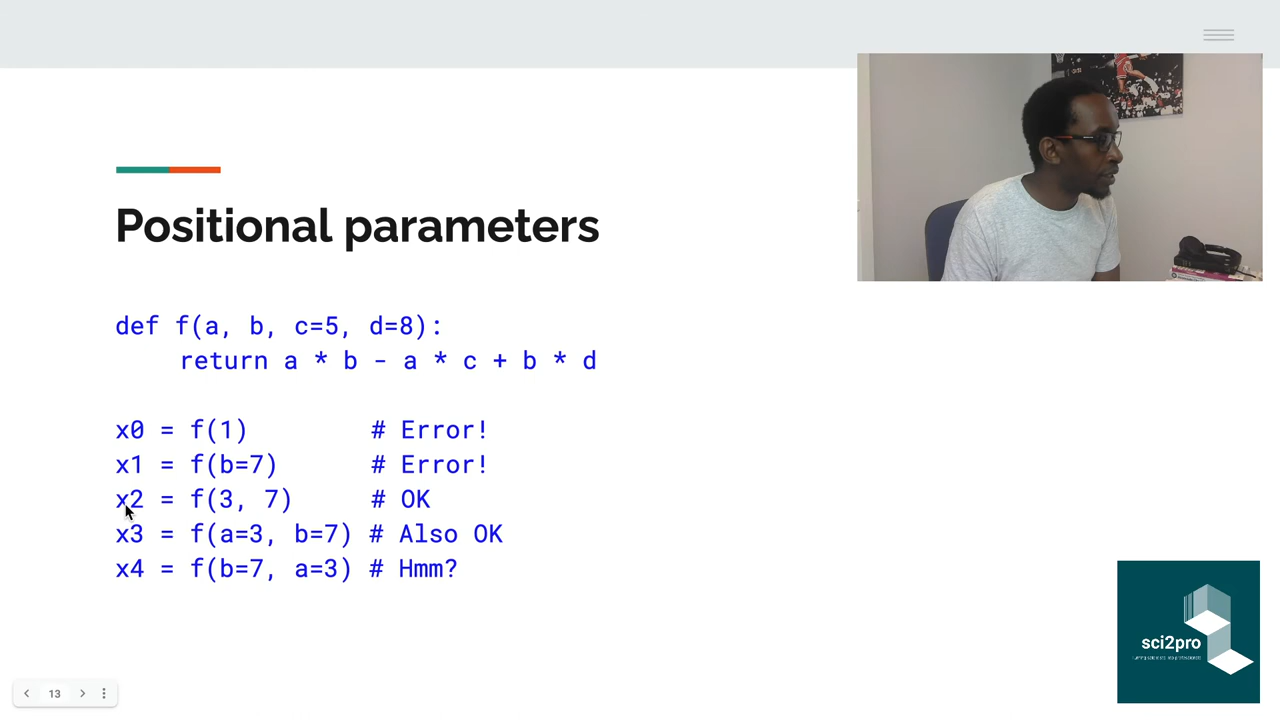 Positional parameters
def f(a, b, c=5, d=8):
return a * b - a * c + b * d
x0 = f(1) # Error!
x1 = f(b=7) # Error!
x2 = f(3, 7) # OK
x3 = f(a=3, b=7) # Also OK
x4 = f(b=7, a=3) # Hmm?
sci2pro
13